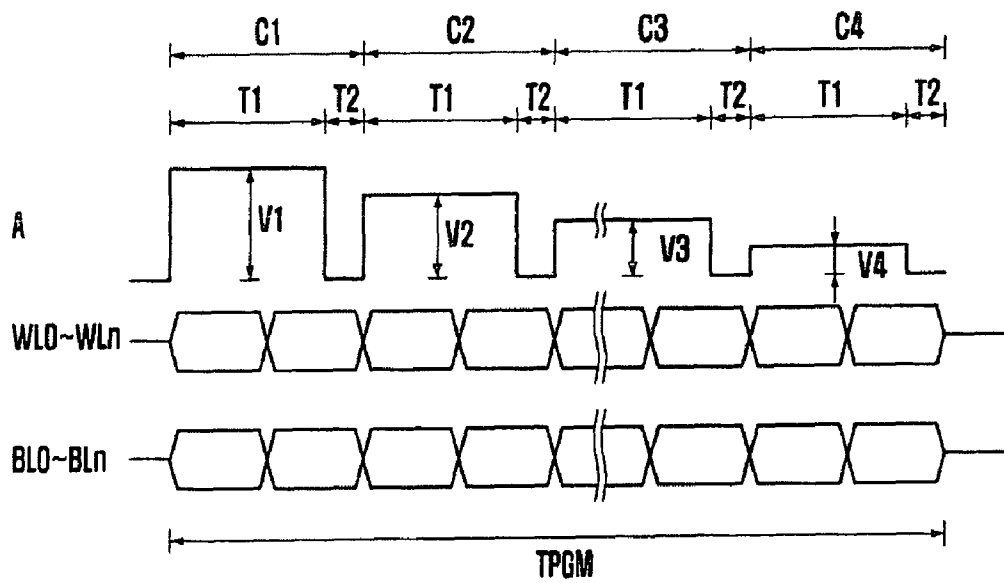 C1 C2 C3 C4
T1 T2 T1 T2 T1 T2 T1 T2
A V1 V2 V3 V4
WL0~WLn
BL0~BLn
TPGM